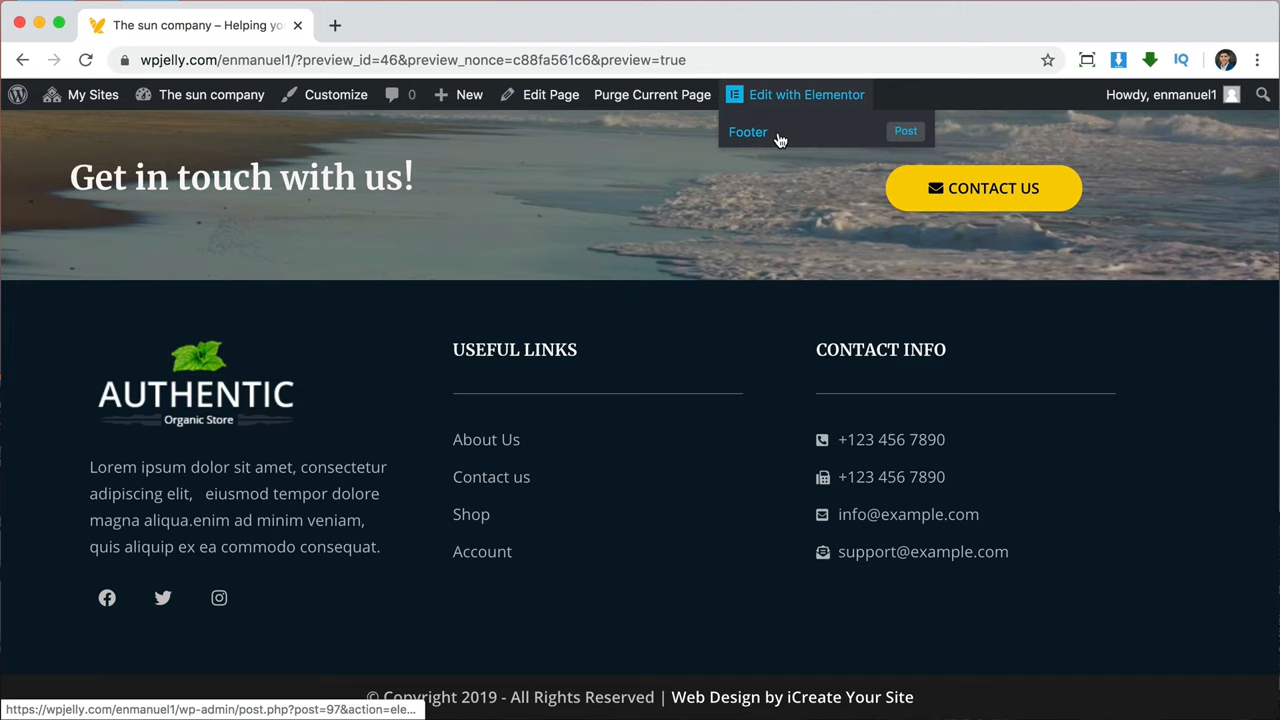 The sun company – Helping yo
wpjelly.com/enmanuel1/?preview_id=46&preview_nonce=c88fa561c6&preview=true
IQ
My Sites The sun company Customize 0 New Edit Page Purge Current Page Edit with Elementor Howdy, enmanuel1
Footer Post
Get in touch with us!
CONTACT US
AUTHENTIC
Organic Store
Lorem ipsum dolor sit amet, consectetur
adipiscing elit, eiusmod tempor dolore
magna aliqua.enim ad minim veniam,
quis aliquip ex ea commodo consequat.
USEFUL LINKS
About Us
Contact us
Shop
Account
CONTACT INFO
+123 456 7890
+123 456 7890
info@example.com
support@example.com
© Copyright 2019 - All Rights Reserved | Web Design by iCreate Your Site
https://wpjelly.com/enmanuel1/wp-admin/post.php?post=97&action=ele...